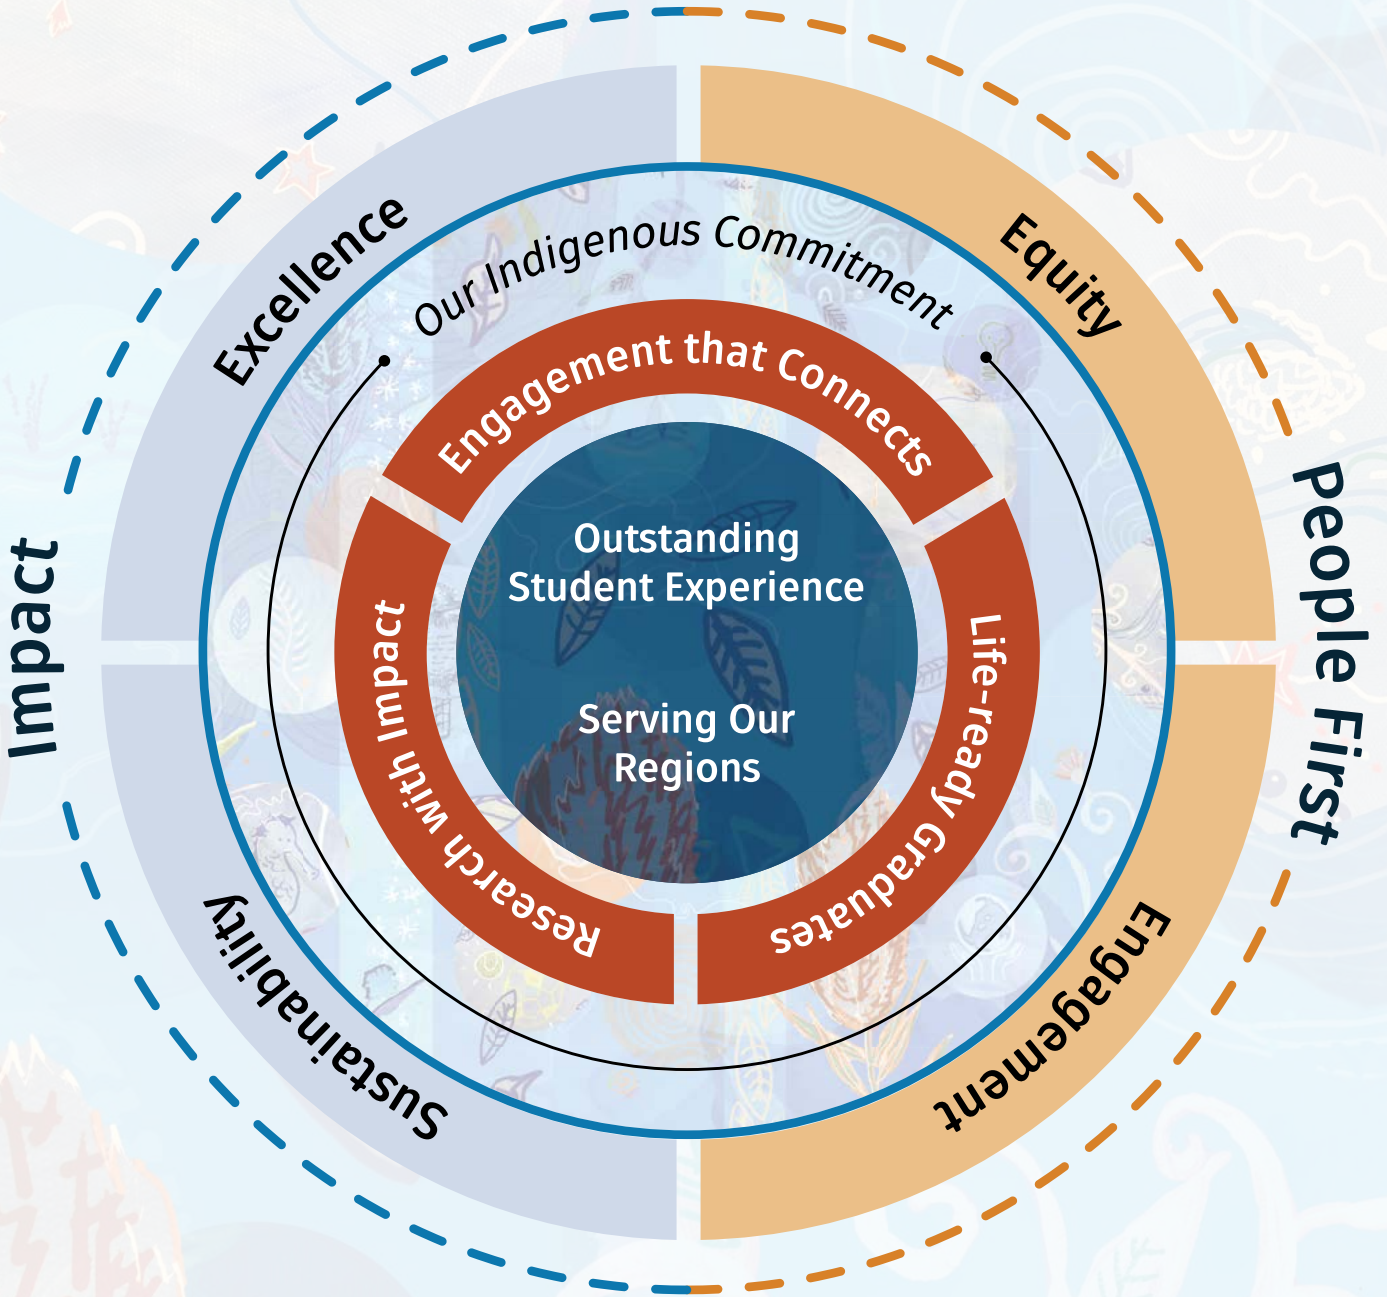 Excellence
Equity
Our Indigenous Commitment
Engagement that Connects
Outstanding
Student Experience
Serving Our
Regions
Impact
People First
Research with Impact
Life-ready Graduates
Sustainability
Engagement